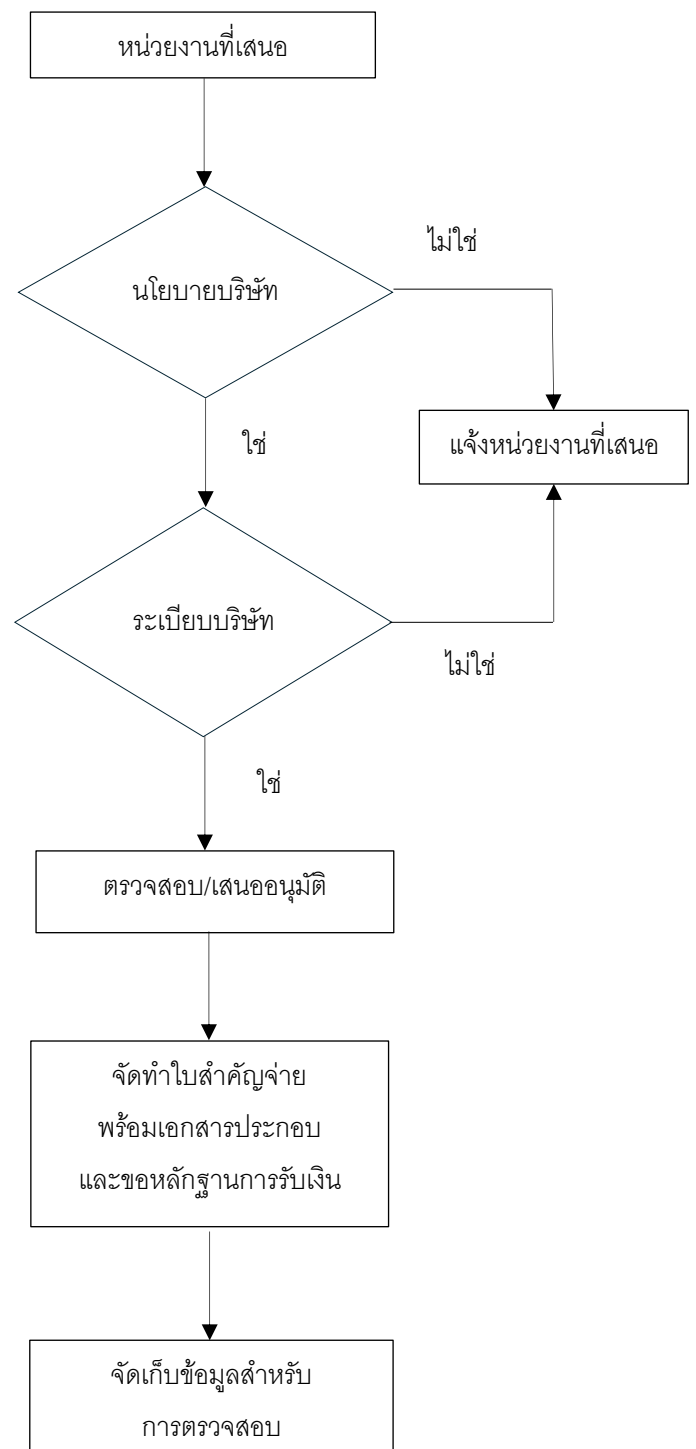 หน่วยงานที่เสนอ
ไม่ใช่
นโยบายบริษัท
ใช่
แจ้งหน่วยงานที่เสนอ
ระเบียบบริษัท
ไม่ใช่
ใช่
ตรวจสอบ/เสนออนุมัติ
จัดทำใบสำคัญจ่าย
พร้อมเอกสารประกอบ
และขอหลักฐานการรับเงิน
จัดเก็บข้อมูลสำหรับ
การตรวจสอบ